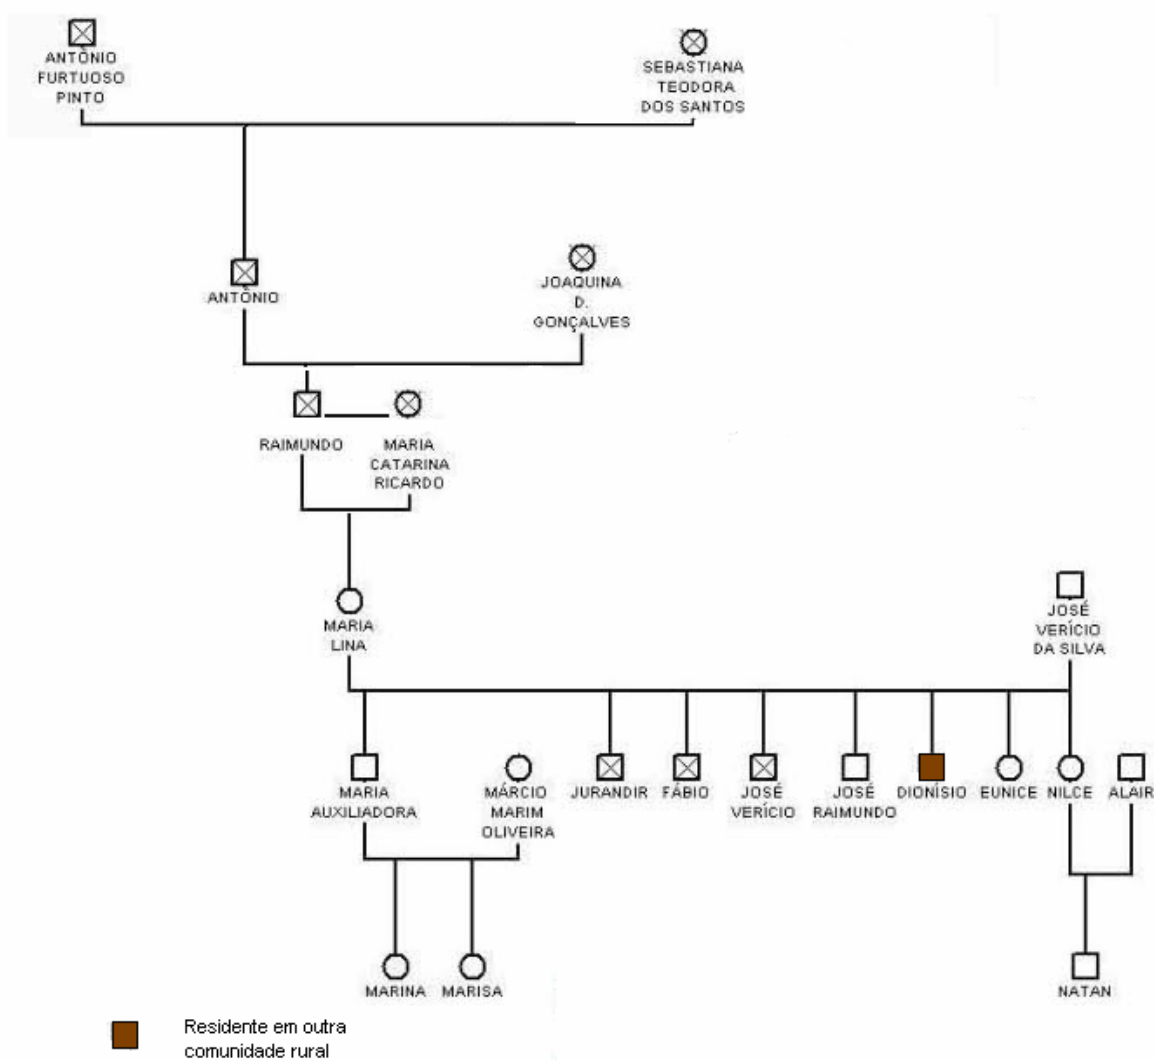 ANTÔNIO
FURTUOSO
PINTO
SEBASTIANA
TEODORA
DOS SANTOS
ANTÔNIO
JOAQUINA
D.
GONÇALVES
RAIMUNDO
MARIA
CATARINA
RICARDO
MARIA
LINA
JOSÉ
VERÍCIO
DA SILVA
MARIA
AUXILIADORA
MÁRCIO
MARIM
OLIVEIRA
JURANDIR
FÁBIO
JOSÉ
VERÍCIO
JOSÉ
RAIMUNDO
DIONÍSIO
EUNICE
NILCE
ALAIR
MARINA
MARISA
NATAN
Residente em outra
comunidade rural